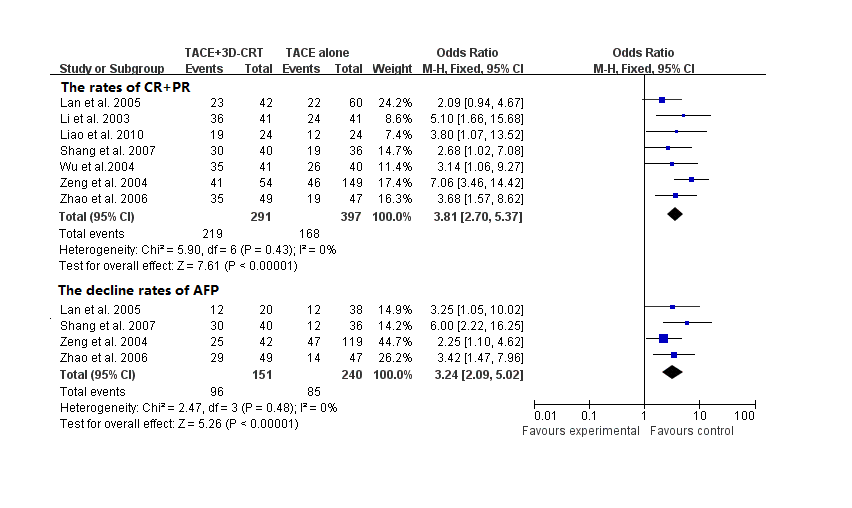 TACE+3D-CRT TACE alone Odds Ratio Odds Ratio
Study or Subgroup Events Total Events Total Weight M-H, Fixed, 95% CI M-H, Fixed, 95% CI
The rates of CR+PR
Lan et al. 2005 23 42 22 60 24.2% 2.09 [0.94, 4.67]
Li et al. 2003 36 41 24 41 8.6% 5.10 [1.66, 15.68]
Liao et al. 2010 19 24 12 24 7.4% 3.80 [1.07, 13.52]
Shang et al. 2007 30 40 19 36 14.7% 2.68 [1.02, 7.08]
Wu et al.2004 35 41 26 40 11.4% 3.14 [1.06, 9.27]
Zeng et al. 2004 41 54 46 149 17.4% 7.06 [3.46, 14.42]
Zhao et al. 2006 35 49 19 47 16.3% 3.68 [1.57, 8.62]
Total (95% CI) 291 397 100.0% 3.81 [2.70, 5.37]
Total events 219 168
Heterogeneity: Chi² = 5.90, df = 6 (P = 0.43); I² = 0%
Test for overall effect: Z = 7.61 (P < 0.00001)
The decline rates of AFP
Lan et al. 2005 12 20 12 38 14.9% 3.25 [1.05, 10.02]
Shang et al. 2007 30 40 12 36 14.2% 6.00 [2.22, 16.25]
Zeng et al. 2004 25 42 47 119 44.7% 2.25 [1.10, 4.62]
Zhao et al. 2006 29 49 14 47 26.2% 3.42 [1.47, 7.96]
Total (95% CI) 151 240 100.0% 3.24 [2.09, 5.02]
Total events 96 85
Heterogeneity: Chi² = 2.47, df = 3 (P = 0.48); I² = 0%
Test for overall effect: Z = 5.26 (P < 0.00001)
0.01 0.1 1 10 100
Favours experimental Favours control